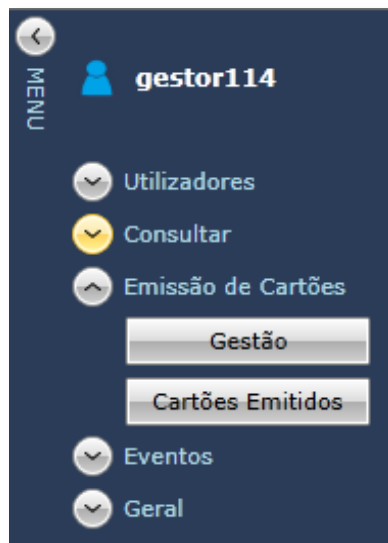 MENU
gestor114
Utilizadores
Consultar
Emissão de Cartões
Gestão
Cartões Emitidos
Eventos
Geral